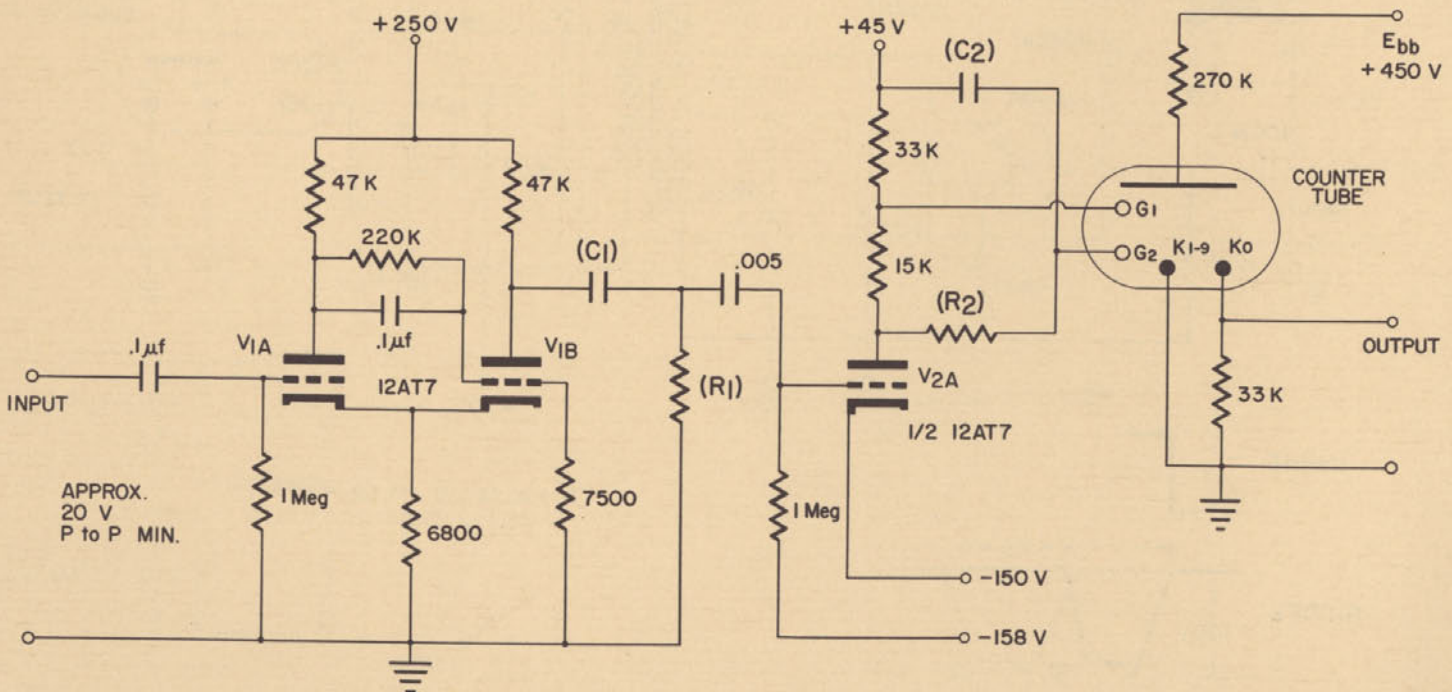 +250 V
+45 V
(C2)
Ebb
+450 V
270 K
47 K
47 K
33 K
COUNTER
TUBE
G1
220 K
(C1)
.005
15 K
G2
K1-9
K0
(R2)
.1µf
V1A
.1µf
V1B
OUTPUT
12AT7
(R1)
V2A
33 K
INPUT
1/2 12AT7
APPROX.
20 V
P to P MIN.
1 Meg
6800
7500
1 Meg
-150 V
-158 V